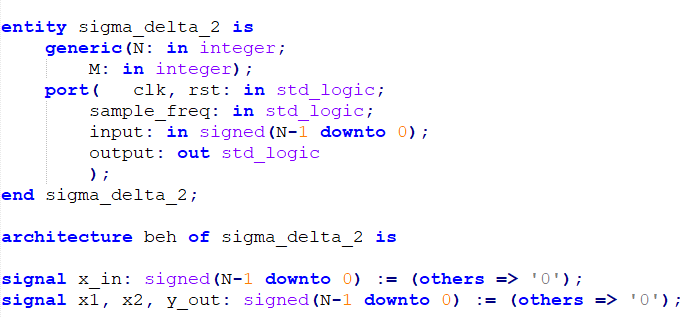 entity sigma_delta_2 is
    generic(N: in integer;
        M: in integer);
    port(   clk, rst: in std_logic;
        sample_freq: in std_logic;
        input: in signed(N-1 downto 0);
        output: out std_logic
        );
end sigma_delta_2;

architecture beh of sigma_delta_2 is

signal x_in: signed(N-1 downto 0) := (others => '0');
signal x1, x2, y_out: signed(N-1 downto 0) := (others => '0');